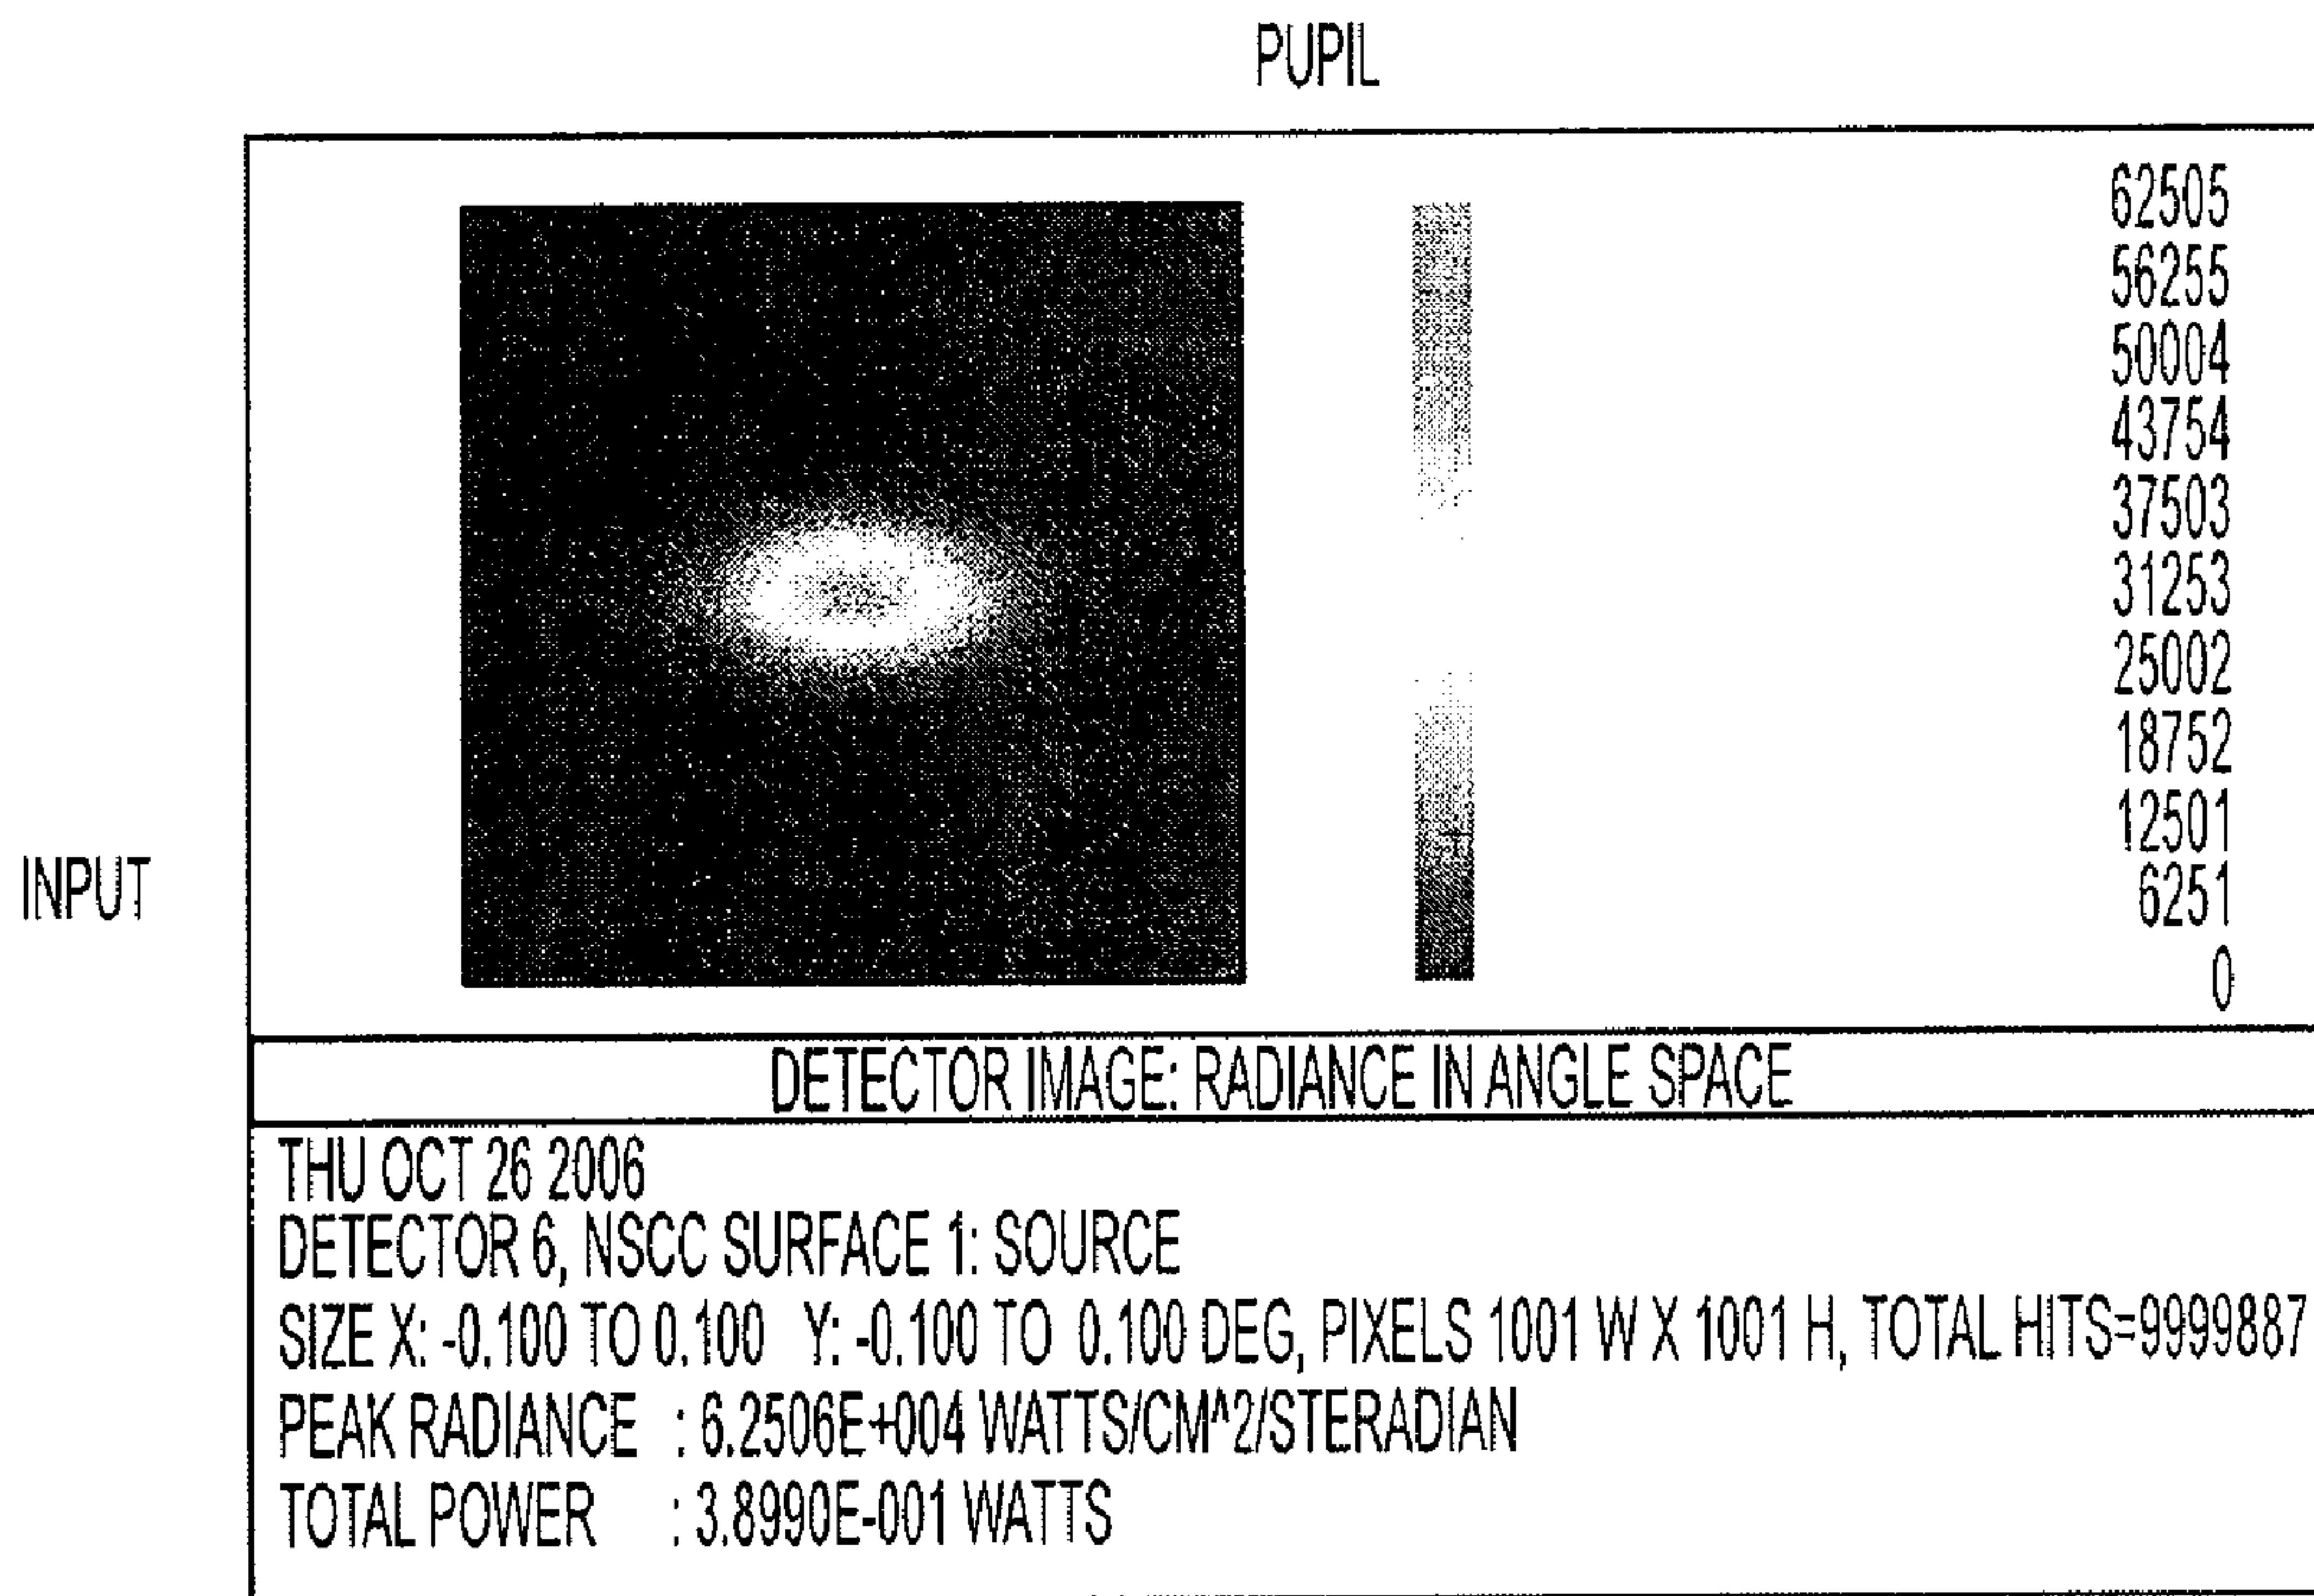 PUPIL
62505
56255
50004
43754
37503
31253
25002
18752
12501
6251
0
INPUT
DETECTOR IMAGE: RADIANCE IN ANGLE SPACE
THU OCT 26 2006
DETECTOR 6, NSCC SURFACE 1: SOURCE
SIZE X: -0.100 TO 0.100 Y: -0.100 TO 0.100 DEG, PIXELS 1001 W X 1001 H, TOTAL HITS=9999887
PEAK RADIANCE : 6.2506E+004 WATTS/CM^2/STERADIAN
TOTAL POWER : 3.8990E-001 WATTS